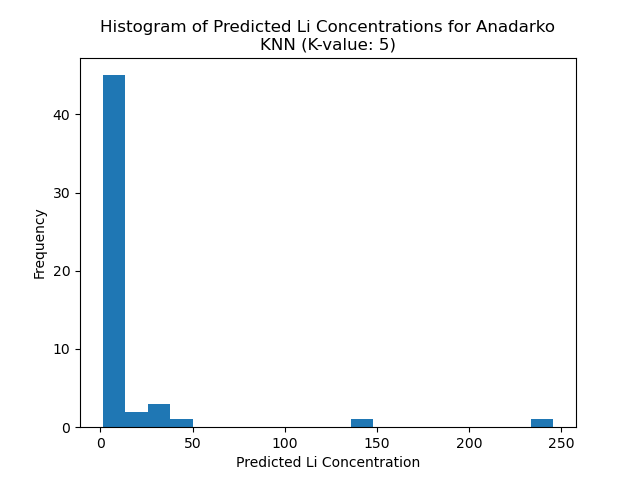 Histogram of Predicted Li Concentrations for Anadarko
KNN (K-value: 5)
Frequency
40
30
20
10
0
0 50 100 150 200 250
Predicted Li Concentration